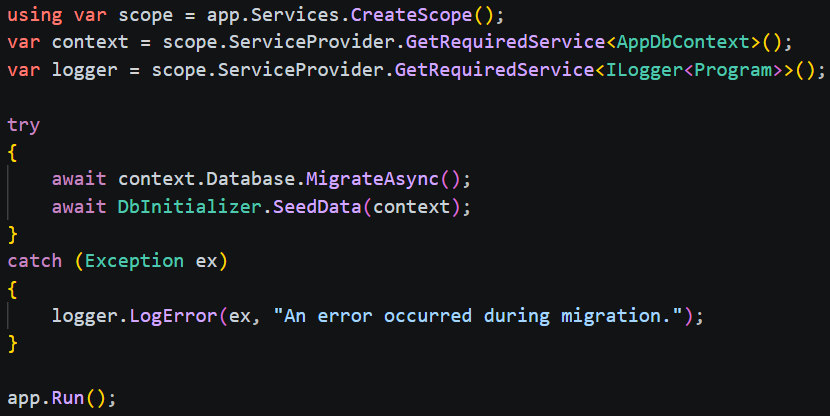 using var scope = app.Services.CreateScope();
var context = scope.ServiceProvider.GetRequiredService<AppDbContext>();
var logger = scope.ServiceProvider.GetRequiredService<ILogger<Program>>();

try
{
    await context.Database.MigrateAsync();
    await DbInitializer.SeedData(context);
}
catch (Exception ex)
{
    logger.LogError(ex, "An error occurred during migration.");
}

app.Run();